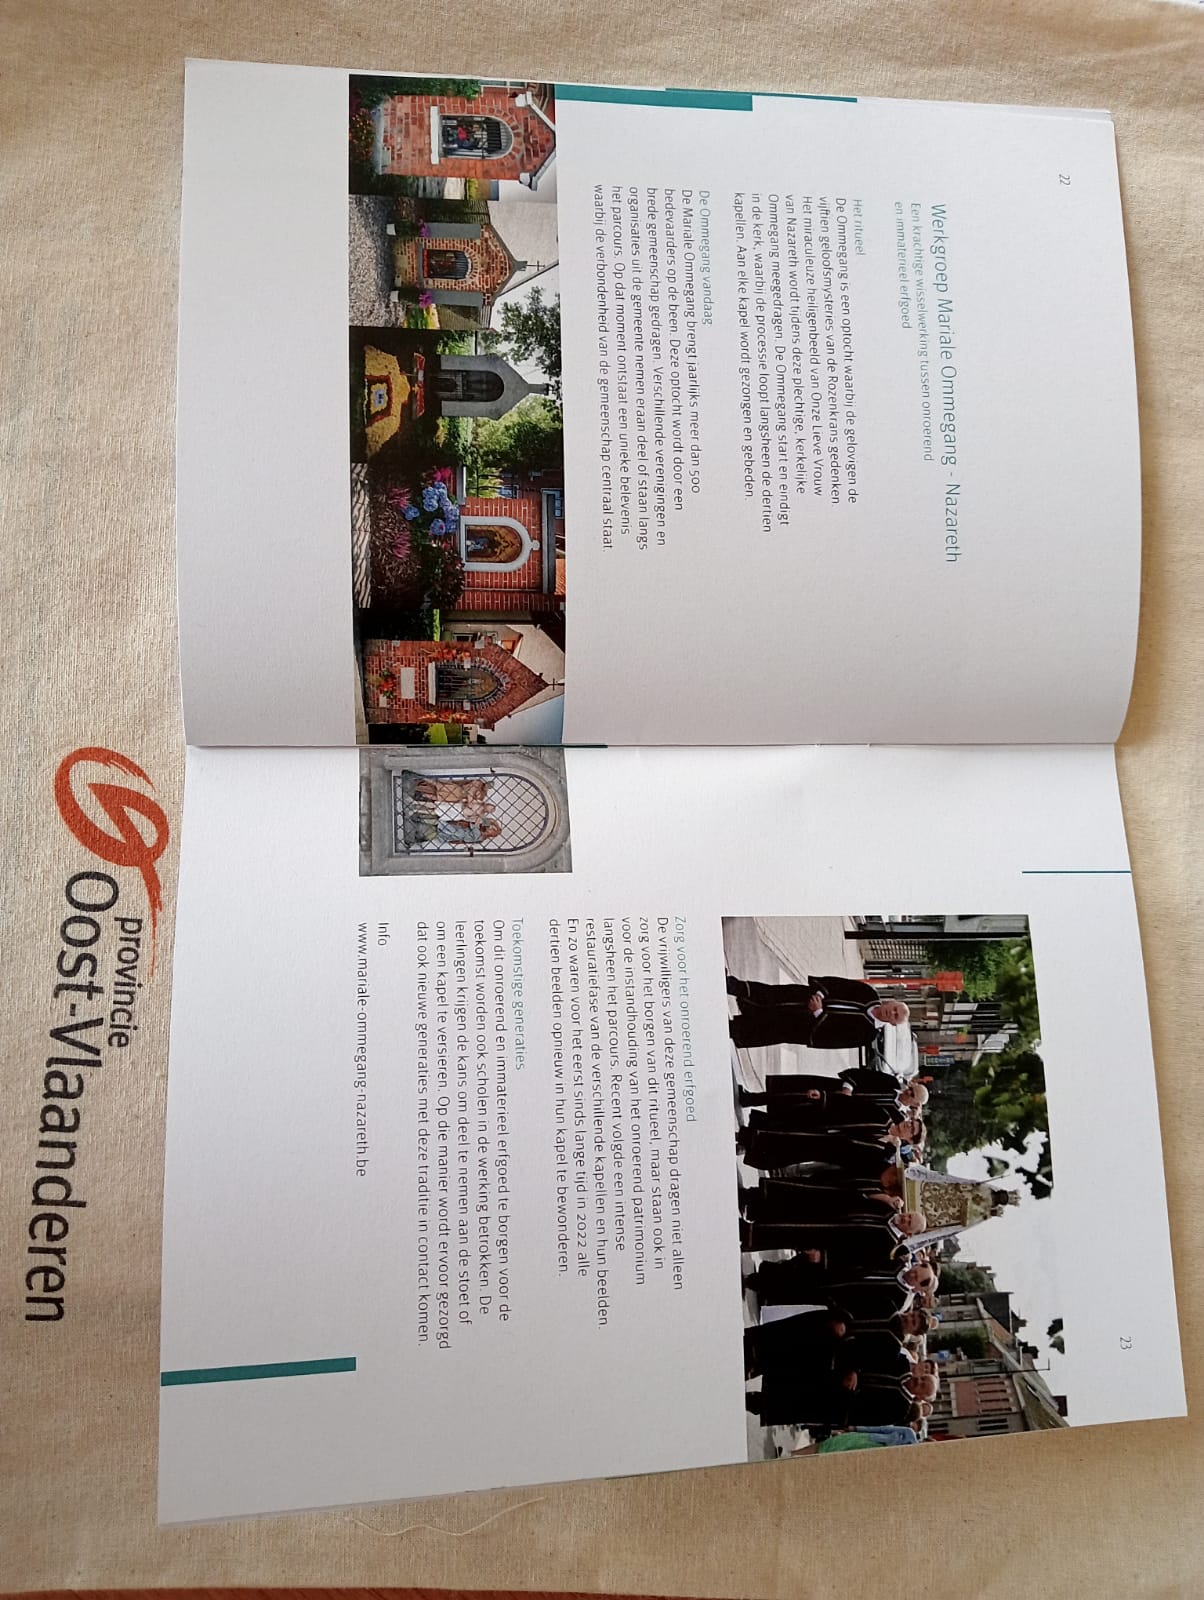 22
Werkgroep Mariale Ommegang - Nazareth
Een krachtige wisselwerking tussen onroerend
en immaterieel erfgoed
Het ritueel
De Ommegang is een optocht waarbij de gelovigen de
vijftien geloofsmysteries van de Rozenkrans gedenken.
Het miraculeuze heiligenbeeld van Onze Lieve Vrouw
van Nazareth wordt tijdens deze plechtige, kerkelijke
Ommegang meegedragen. De Ommegang start en eindigt
in de kerk, waarbij de processie loopt langsheen de dertien
kapellen. Aan elke kapel wordt gezongen en gebeden.
De Ommegang vandaag
De Mariale Ommegang brengt jaarlijks meer dan 500
bedevaarders op de been. Deze optocht wordt door een
brede gemeenschap gedragen. Verschillende verenigingen en
organisaties uit de gemeente nemen eraan deel of staan langs
het parcours. Op dat moment ontstaat een unieke belevenis
waarbij de verbondenheid van de gemeenschap centraal staat.
23
Zorg voor het onroerend erfgoed
De vrijwilligers van deze gemeenschap dragen niet alleen
zorg voor het borgen van dit ritueel, maar staan ook in
voor de instandhouding van het onroerend patrimonium
langsheen het parcours. Recent volgde een intense
restauratiefase van de verschillende kapellen en hun beelden.
En zo waren voor het eerst sinds lange tijd in 2022 alle
dertien beelden opnieuw in hun kapel te bewonderen.
Toekomstige generaties
Om dit onroerend en immaterieel erfgoed te borgen voor de
toekomst worden ook scholen in de werking betrokken. De
leerlingen krijgen de kans om deel te nemen aan de stoet of
om een kapel te versieren. Op die manier wordt ervoor gezorgd
dat ook nieuwe generaties met deze traditie in contact komen.
Info
www.mariale-ommegang-nazareth.be
provincie
Oost-Vlaanderen